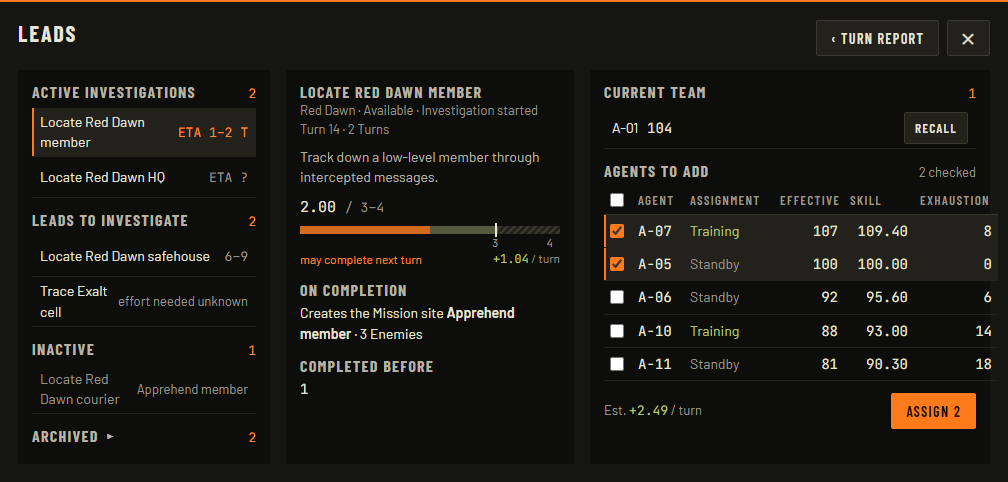 LEADS
‹ TURN REPORT
✕
ACTIVE INVESTIGATIONS 2
Locate Red Dawn
member
ETA 1–2 T
Locate Red Dawn HQ ETA ?
LEADS TO INVESTIGATE 2
Locate Red Dawn safehouse 6–9
Trace Exalt
cell
effort needed unknown
INACTIVE 1
Locate Red
Dawn courier
Apprehend member
ARCHIVED ▸ 2
LOCATE RED DAWN MEMBER
Red Dawn · Available · Investigation started
Turn 14 · 2 Turns
Track down a low-level member through
intercepted messages.
2.00 / 3–4
3 4
may complete next turn +1.04 / turn
ON COMPLETION
Creates the Mission site Apprehend
member · 3 Enemies
COMPLETED BEFORE
1
CURRENT TEAM 1
A-01 104 RECALL
AGENTS TO ADD 2 checked
AGENT ASSIGNMENT EFFECTIVE SKILL EXHAUSTION
A-07 Training 107 109.40 8
A-05 Standby 100 100.00 0
A-06 Standby 92 95.60 6
A-10 Training 88 93.00 14
A-11 Standby 81 90.30 18
Est. +2.49 / turn ASSIGN 2